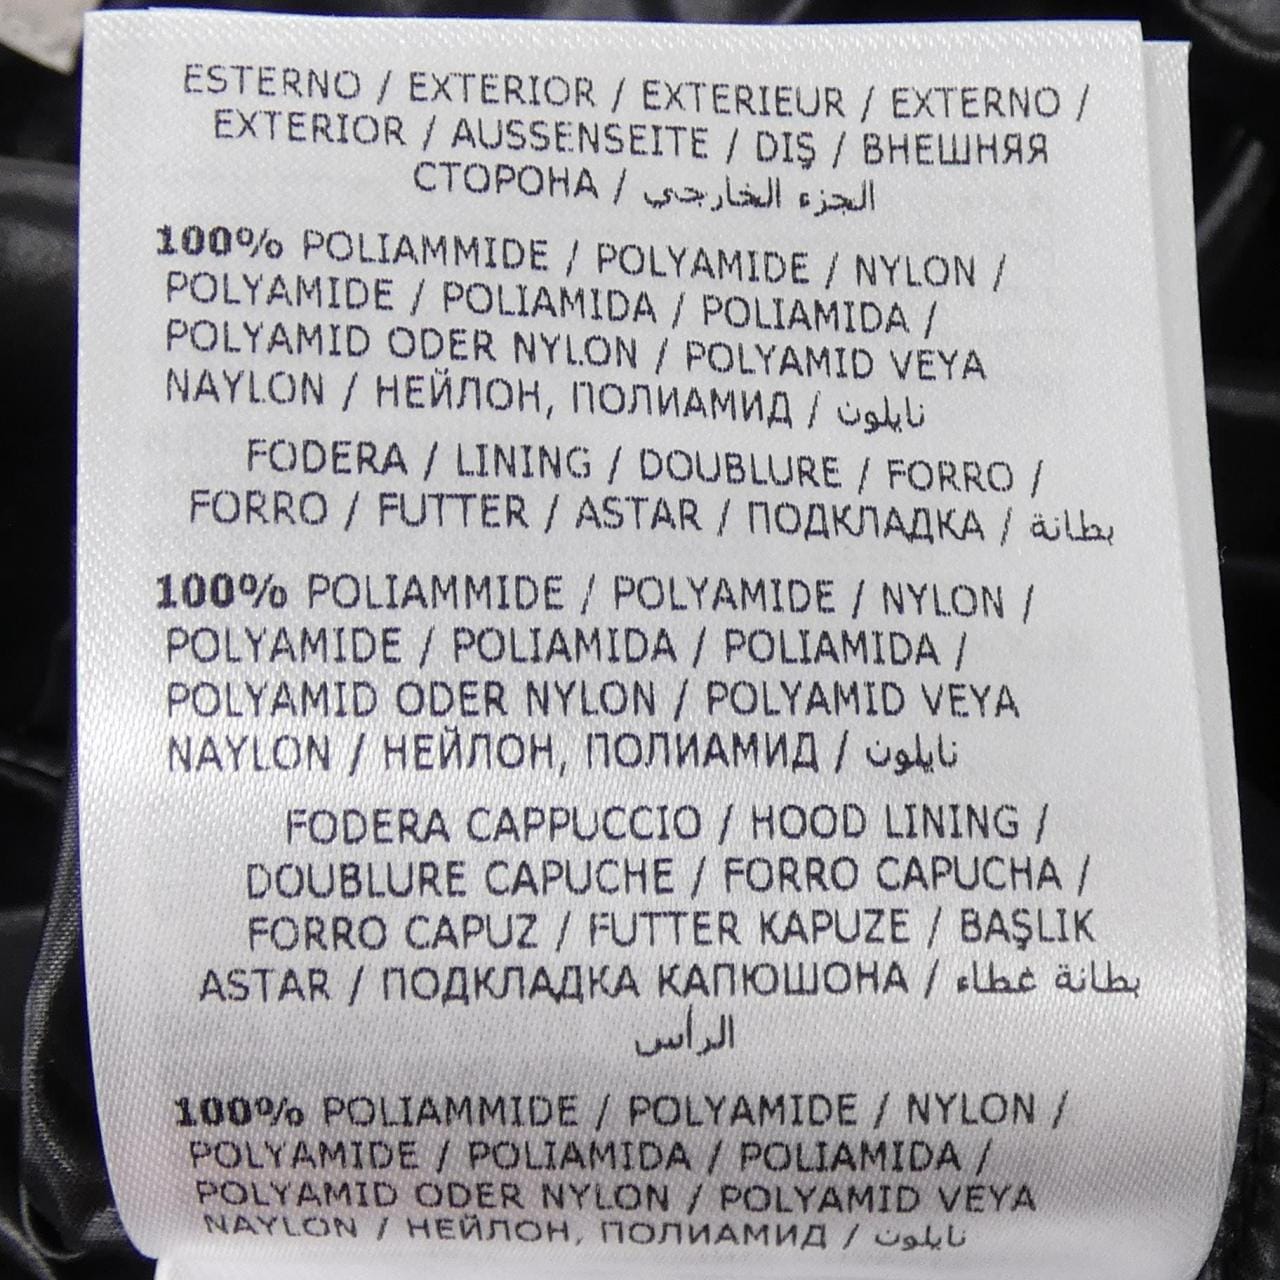 ESTERNO / EXTERIOR / EXTERIEUR / EXTERNO /
EXTERIOR / AUSSENSEITE / DIŞ / ВНЕШНЯЯ
СТОРОНА / الجزء الخارجي
100% POLIAMMIDE / POLYAMIDE / NYLON /
POLYAMIDE / POLIAMIDA / POLIAMIDA /
POLYAMID ODER NYLON / POLYAMID VEYA
NAYLON / НЕЙЛОН, ПОЛИАМИД / نايلون
FODERA / LINING / DOUBLURE / FORRO /
FORRO / FUTTER / ASTAR / ПОДКЛАДКА / بطانة
100% POLIAMMIDE / POLYAMIDE / NYLON /
POLYAMIDE / POLIAMIDA / POLIAMIDA /
POLYAMID ODER NYLON / POLYAMID VEYA
NAYLON / НЕЙЛОН, ПОЛИАМИД / نايلون
FODERA CAPPUCCIO / HOOD LINING /
DOUBLURE CAPUCHE / FORRO CAPUCHA /
FORRO CAPUZ / FUTTER KAPUZE / BAŞLIK
ASTAR / ПОДКЛАДКА КАПЮШОНА / بطانة غطاء
الرأس
100% POLIAMMIDE / POLYAMIDE / NYLON /
POLYAMIDE / POLIAMIDA / POLIAMIDA /
POLYAMID ODER NYLON / POLYAMID VEYA
NAYLON / НЕЙЛОН, ПОЛИАМИД / نايلون